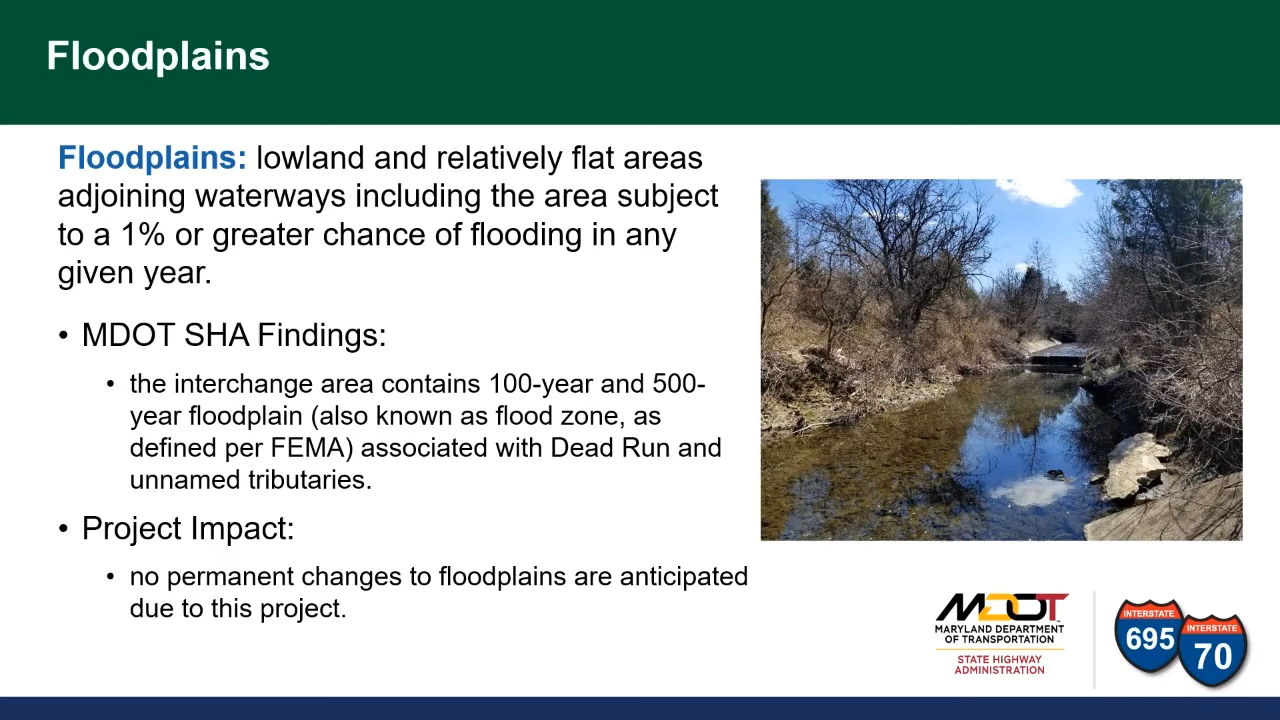 Floodplains
Floodplains: lowland and relatively flat areas
adjoining waterways including the area subject
to a 1% or greater chance of flooding in any
given year.
• MDOT SHA Findings:
• the interchange area contains 100-year and 500-
year floodplain (also known as flood zone, as
defined per FEMA) associated with Dead Run and
unnamed tributaries.
• Project Impact:
• no permanent changes to floodplains are anticipated
due to this project.
MDOT
MARYLAND DEPARTMENT
OF TRANSPORTATION
STATE HIGHWAY
ADMINISTRATION
INTERSTATE
695
INTERSTATE
70